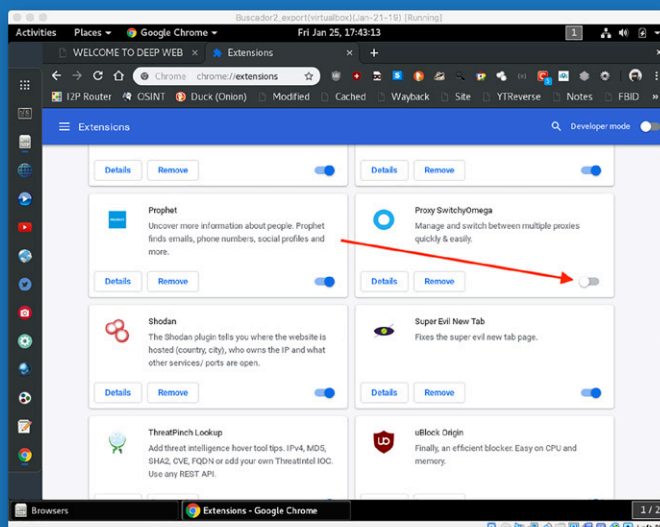 Buscador2_export(virtualbox)(Jan-21-19) [Running]
Activities Places Google Chrome Fri Jan 25, 17:43:13 1
WELCOME TO DEEP WEB × Extensions × +
Chrome chrome://extensions
I2P Router OSINT Duck (Onion) Modified Cached Wayback Site YTReverse Notes FBID »
Extensions Developer mode
Details Remove Details Remove
Prophet
Uncover more information about people. Prophet
finds emails, phone numbers, social profiles and
more.
Details Remove
Proxy SwitchyOmega
Manage and switch between multiple proxies
quickly & easily.
Details Remove
Shodan
The Shodan plugin tells you where the website is
hosted (country, city), who owns the IP and what
other services/ ports are open.
Details Remove
Super Evil New Tab
Fixes the super evil new tab page.
Details Remove
ThreatPinch Lookup
Add threat intelligence hover tool tips. IPv4, MD5,
SHA2, CVE, FQDN or add your own ThreatIntel IOC.
Use any REST API.
uBlock Origin
Finally, an efficient blocker. Easy on CPU and
memory.
Browsers Extensions - Google Chrome 1 / 2